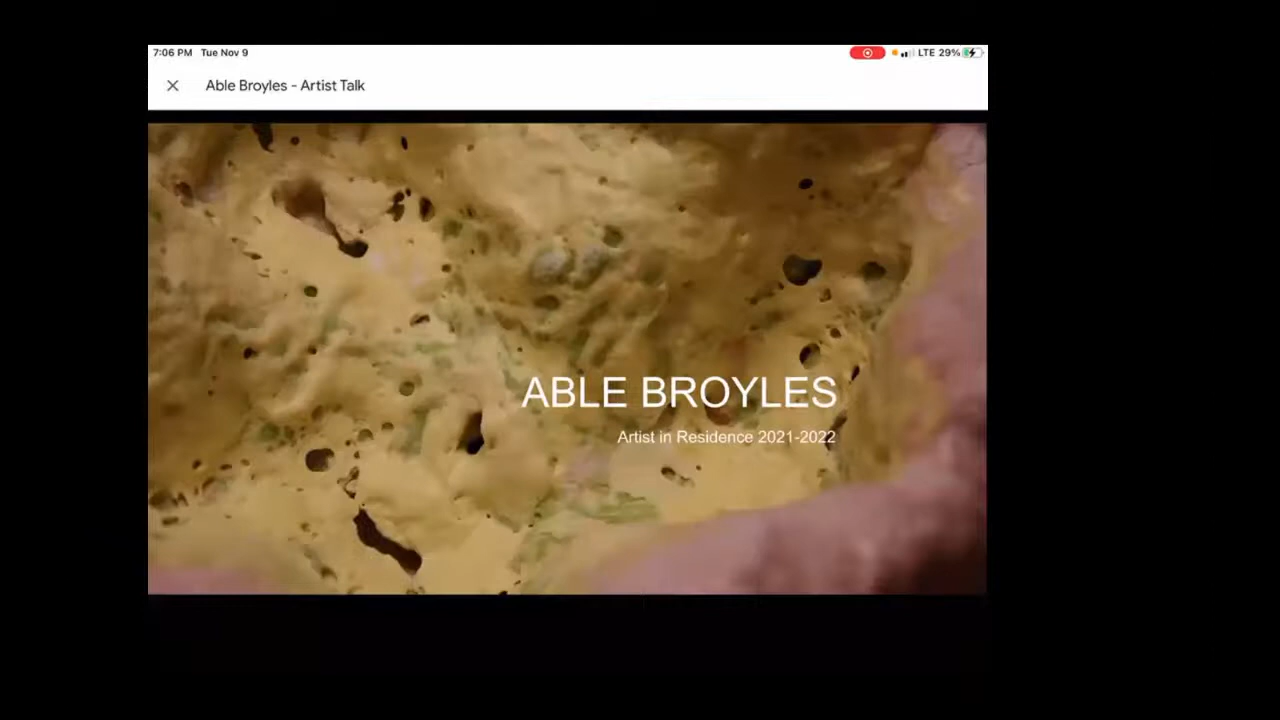 7:06 PM Tue Nov 9 LTE 29%
Able Broyles - Artist Talk
ABLE BROYLES
Artist in Residence 2021-2022